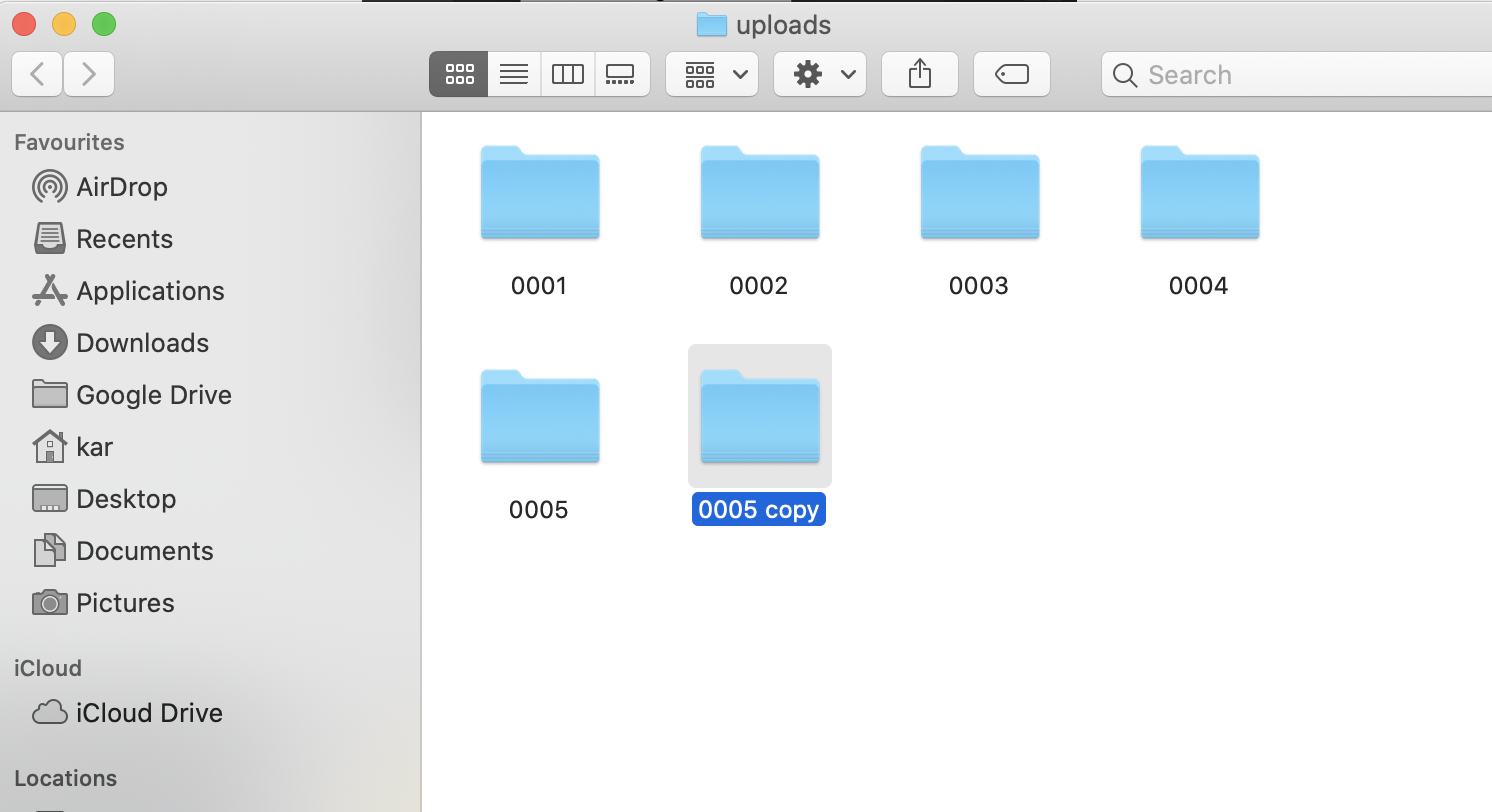 uploads
Search
Favourites
AirDrop
Recents
Applications
Downloads
Google Drive
kar
Desktop
Documents
Pictures
iCloud
iCloud Drive
Locations
0001
0002
0003
0004
0005
0005 copy